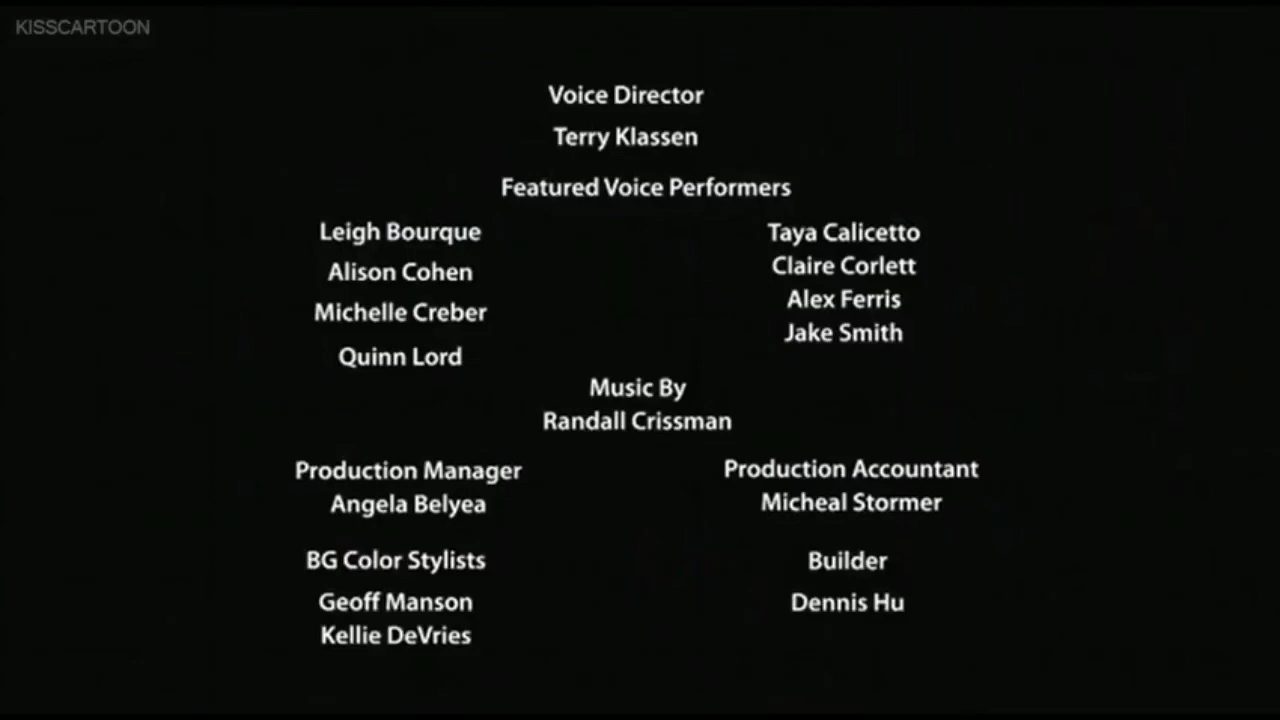 KISSCARTOON
Voice Director
Terry Klassen
Featured Voice Performers
Leigh Bourque
Alison Cohen
Michelle Creber
Quinn Lord
Taya Calicetto
Claire Corlett
Alex Ferris
Jake Smith
Music By
Randall Crissman
Production Manager
Angela Belyea
Production Accountant
Micheal Stormer
BG Color Stylists
Geoff Manson
Kellie DeVries
Builder
Dennis Hu